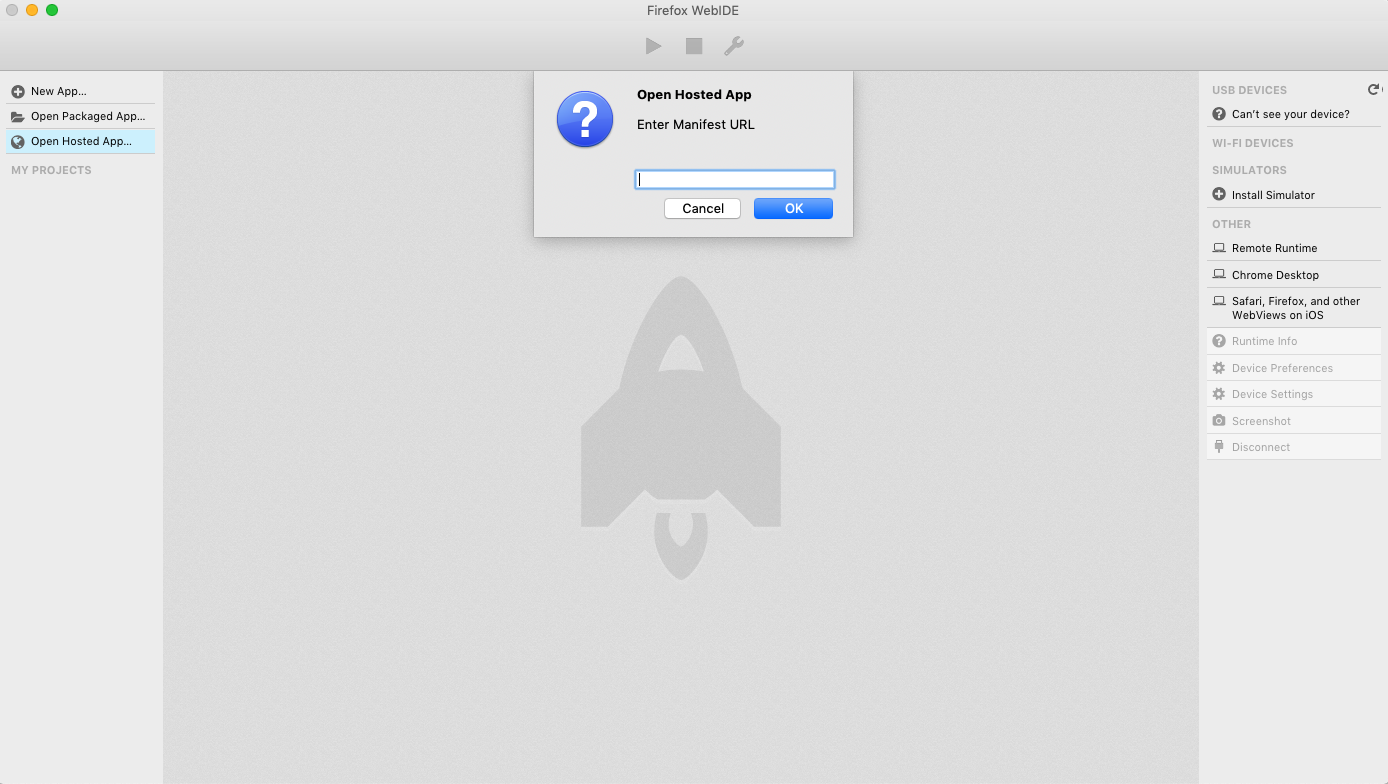 Firefox WebIDE
New App...
Open Packaged App...
Open Hosted App...
MY PROJECTS
Open Hosted App
Enter Manifest URL
Cancel
OK
USB DEVICES
Can't see your device?
WI-FI DEVICES
SIMULATORS
Install Simulator
OTHER
Remote Runtime
Chrome Desktop
Safari, Firefox, and other
WebViews on iOS
Runtime Info
Device Preferences
Device Settings
Screenshot
Disconnect